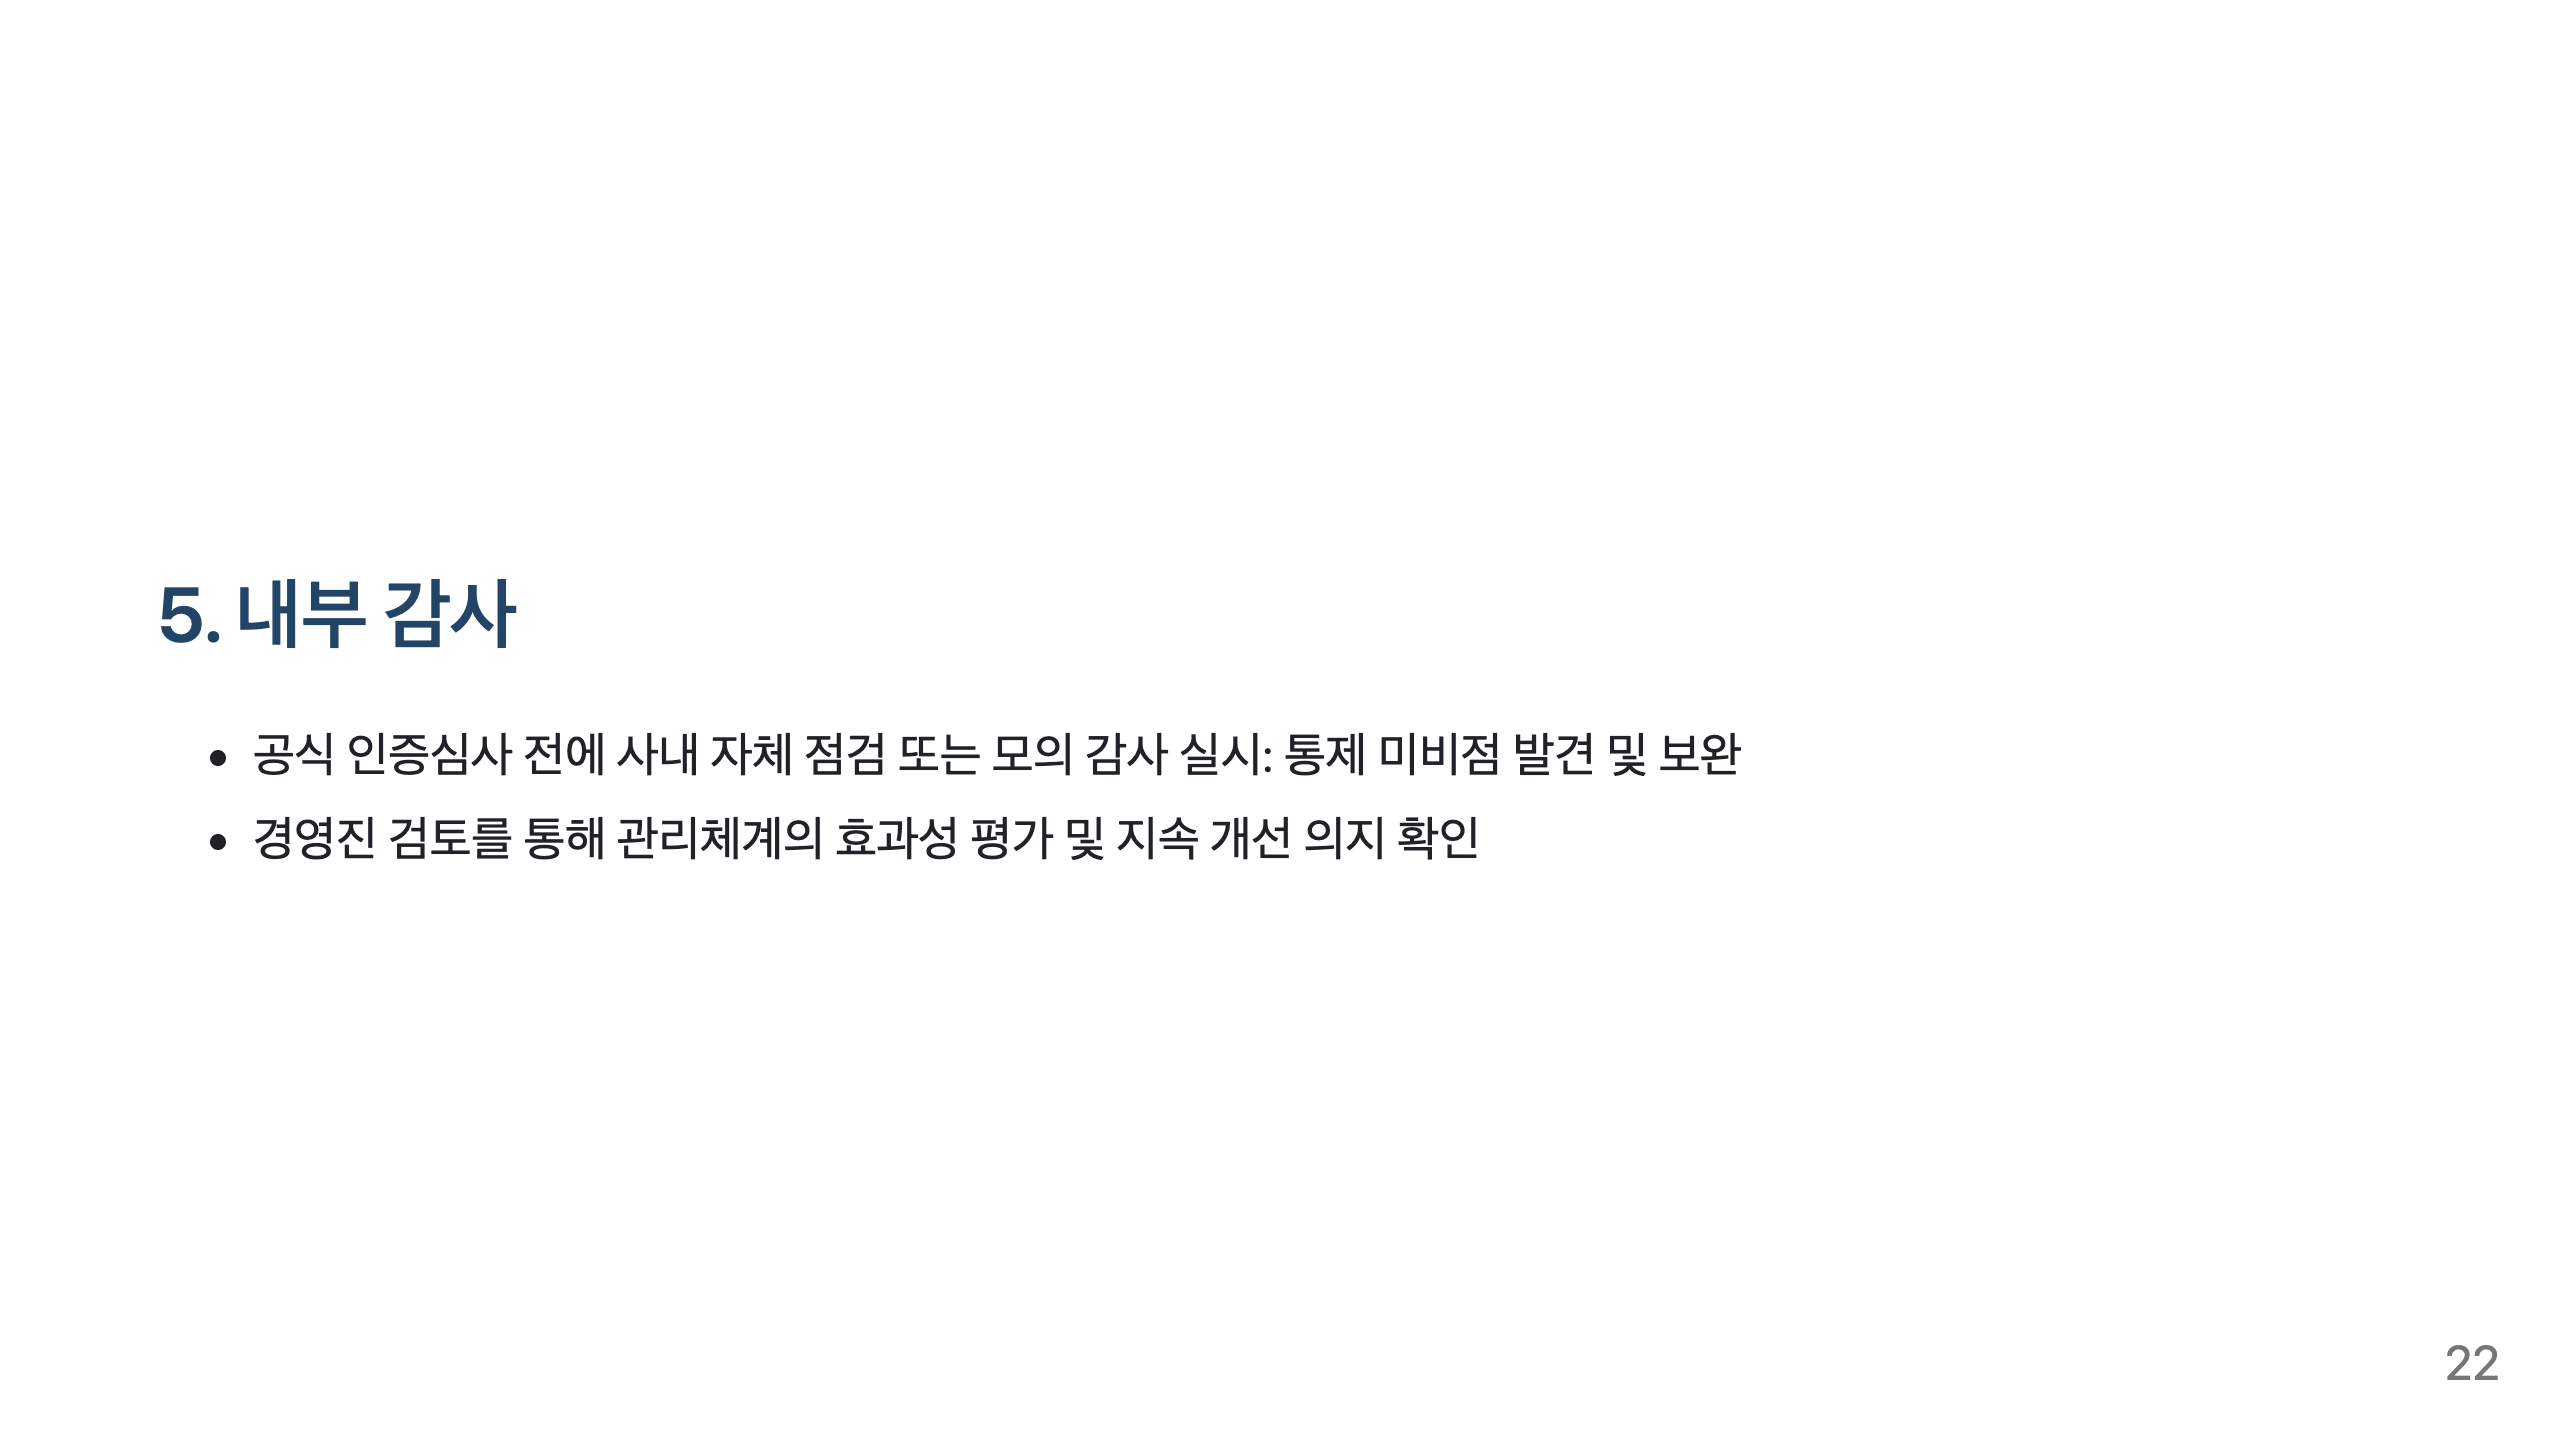 5. 내부 감사
• 공식 인증심사 전에 사내 자체 점검 또는 모의 감사 실시: 통제 미비점 발견 및 보완
• 경영진 검토를 통해 관리체계의 효과성 평가 및 지속 개선 의지 확인
22